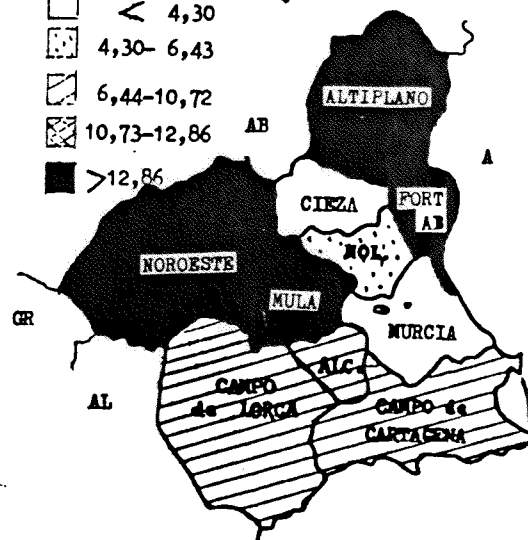 < 4,30
4,30- 6,43
6,44-10,72
10,73-12,86
>12,86
AB
ALTIPLANO
A
CIEZA
FORT
AB
MOL.
NOROESTE
MULA
GR
MURCIA
ALC.
AL
CAMPO
de LORCA
CAMPO de
CARTAGENA